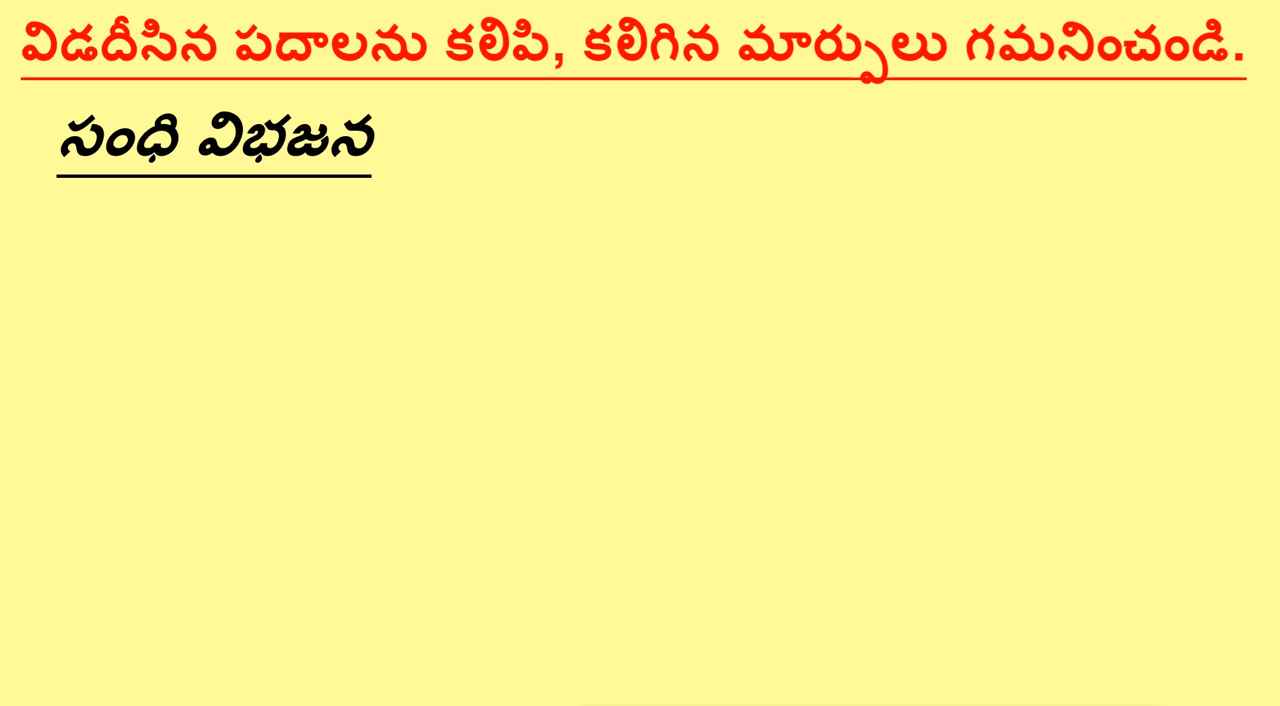 విడదీసిన పదాలను కలిపి, కలిగిన మార్పులు గమనించండి.
సంధి విభజన